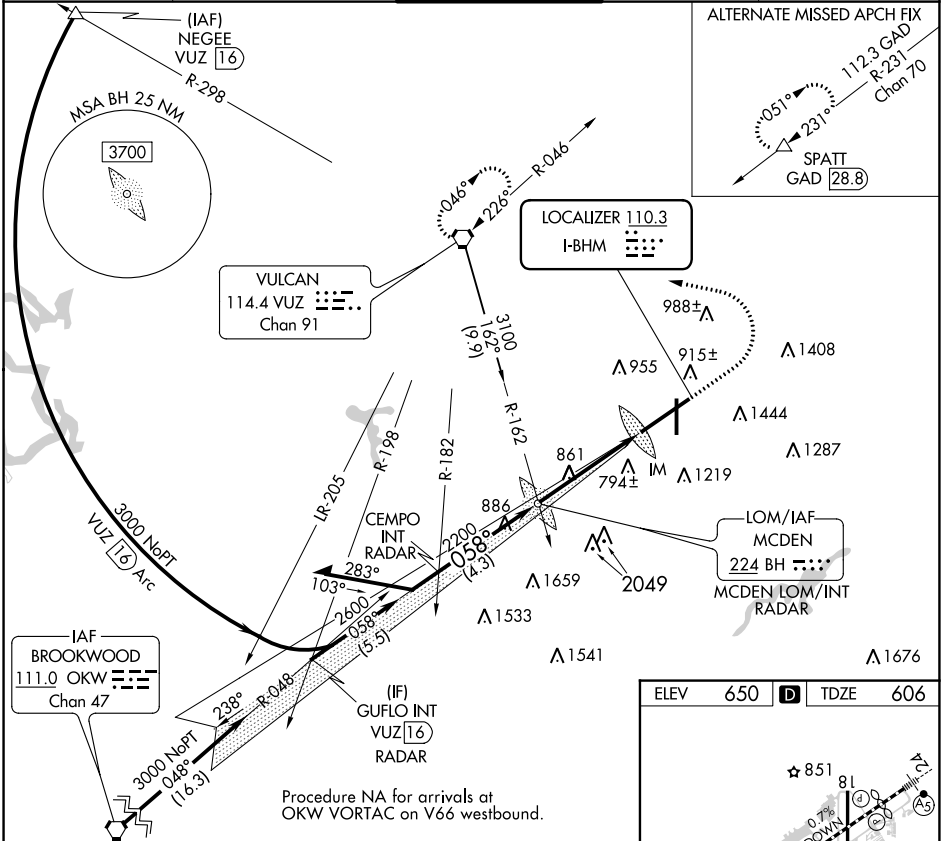 (IAF)
NEGEE
VUZ 16
R-298
MSA BH 25 NM
3700
ALTERNATE MISSED APCH FIX
112.3 GAD
R-231
Chan 70
051°
231°
SPATT
GAD 28.8
R-046
046°
226°
LOCALIZER 110.3
I-BHM
VULCAN
114.4 VUZ
Chan 91
3100
162°
(9.9)
R-162
988±
955
915±
1408
1444
1287
1219
861
794±
IM
886
LR-205
R-198
R-182
CEMPO
INT
RADAR
2200
058°
(4.3)
283°
103°
2600
058°
(5.5)
1659
2049
1533
1541
1676
LOM/IAF
MCDEN
224 BH
MCDEN LOM/INT
RADAR
3000 NoPT
VUZ 16 Arc
IAF
BROOKWOOD
111.0 OKW
Chan 47
238°
R-048
3000 NoPT
048°
(16.3)
(IF)
GUFLO INT
VUZ 16
RADAR
Procedure NA for arrivals at
OKW VORTAC on V66 westbound.
ELEV 650 D TDZE 606
851
18
24
0.7%
DOWN
P
P
A5